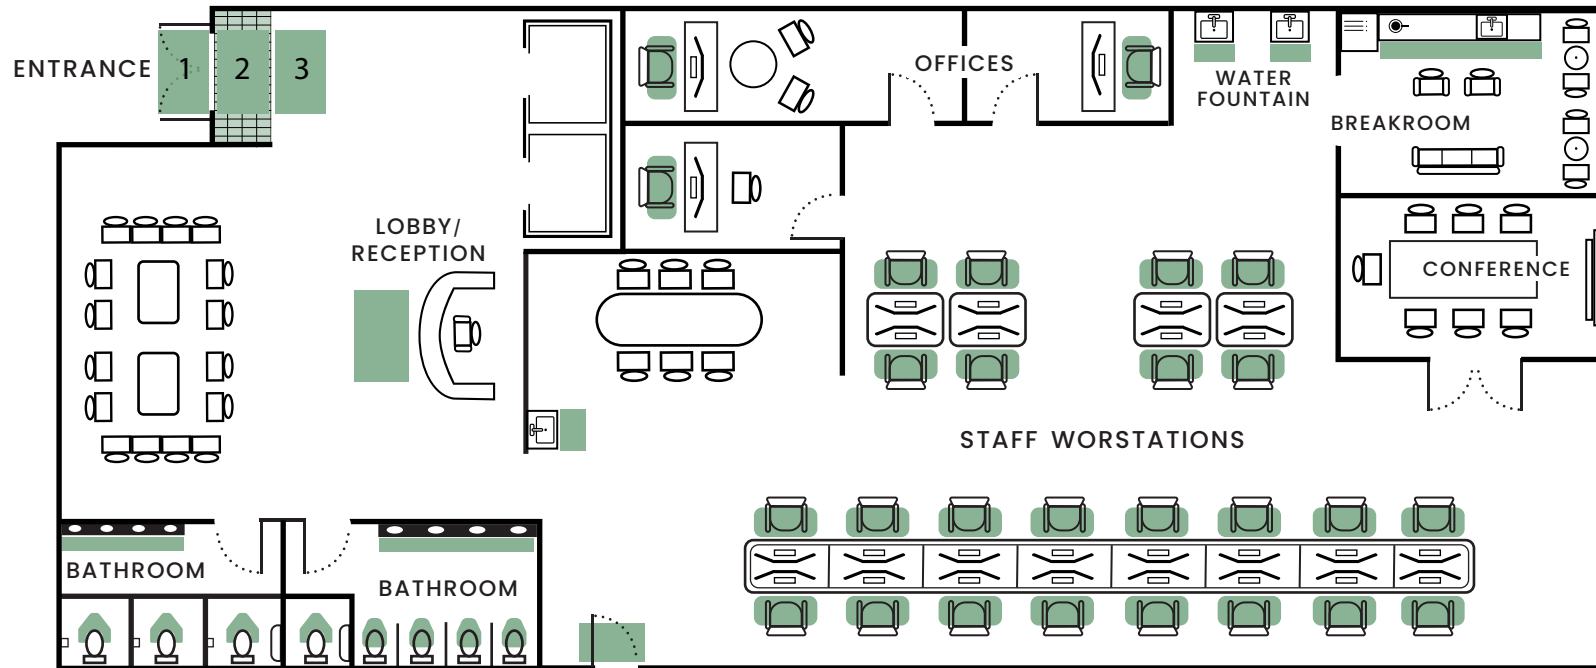 ENTRANCE
1
2
3
OFFICES
WATER
FOUNTAIN
BREAKROOM
LOBBY/
RECEPTION
CONFERENCE
STAFF WORSTATIONS
BATHROOM
BATHROOM